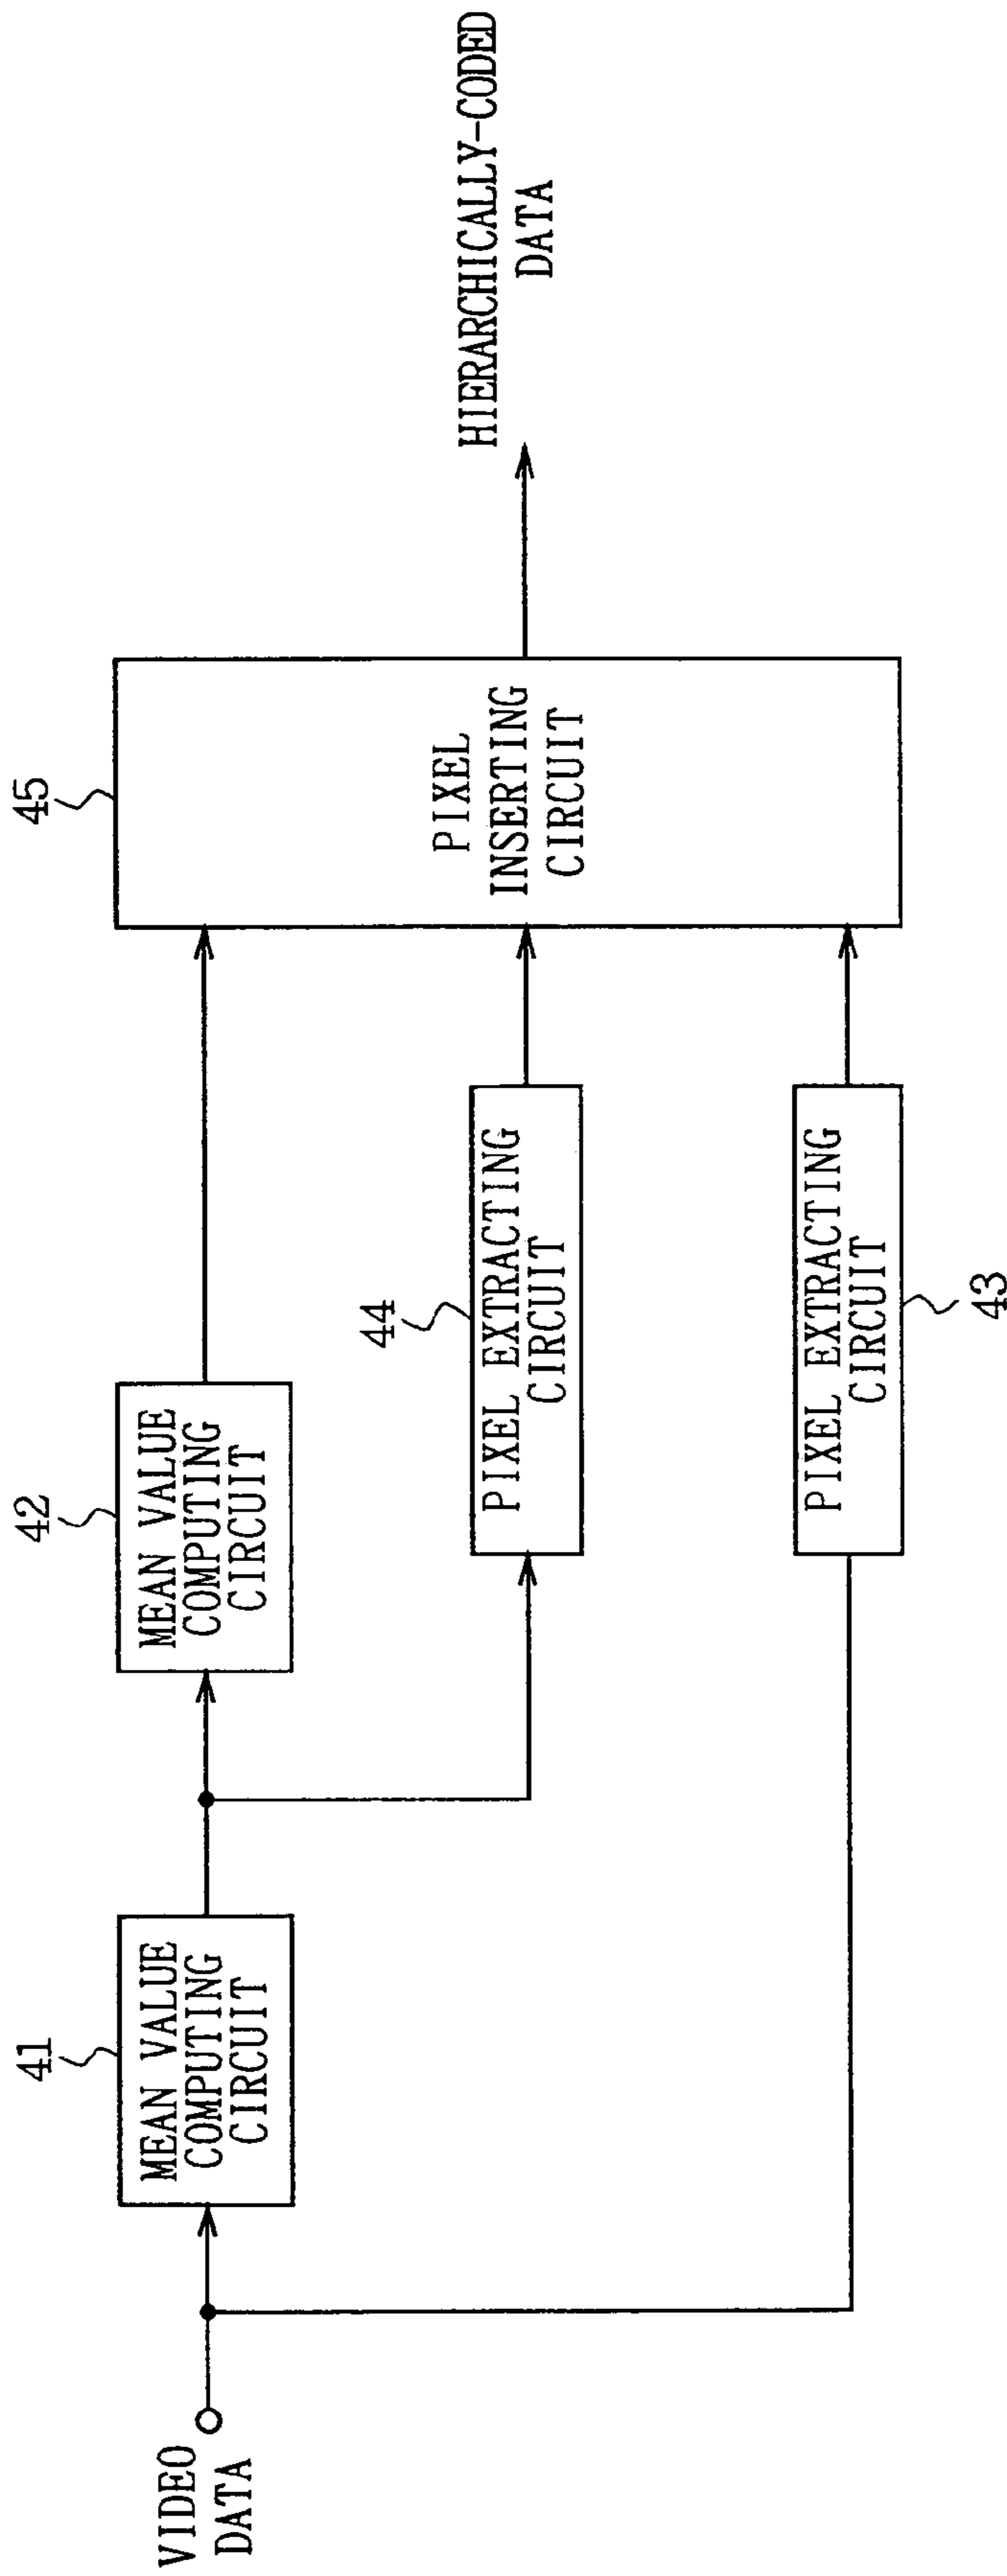 VIDEO
DATA
41
MEAN VALUE
COMPUTING
CIRCUIT
42
MEAN VALUE
COMPUTING
CIRCUIT
44
PIXEL EXTRACTING
CIRCUIT
PIXEL EXTRACTING
CIRCUIT
43
45
PIXEL
INSERTING
CIRCUIT
HIERARCHICALLY-CODED
DATA